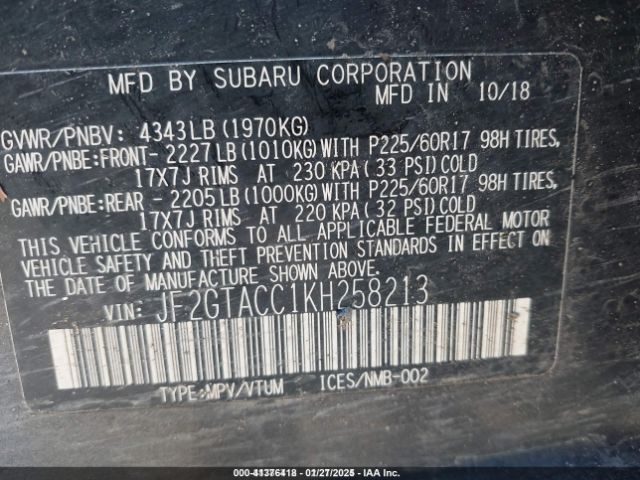 MFD BY SUBARU CORPORATION
MFD IN 10/18
GVWR/PNBV: 4343LB (1970KG)
GAWR/PNBE:FRONT- 2227LB(1010KG)WITH P225/60R17 98H TIRES,
17X7J RIMS AT 230 KPA(33 PSI)COLD
GAWR/PNBE:REAR - 2205LB(1000KG)WITH P225/60R17 98H TIRES,
17X7J RIMS AT 220 KPA(32 PSI)COLD
THIS VEHICLE CONFORMS TO ALL APPLICABLE FEDERAL MOTOR
VEHICLE SAFETY AND THEFT PREVENTION STANDARDS IN EFFECT ON
THE DATE OF MANUFACTURE SHOWN ABOVE.
VIN: JF2GTACC1KH258213
TYPE:MPV/VTUM ICES/NMB-002
000-41376418 - 01/27/2025 - IAA Inc.